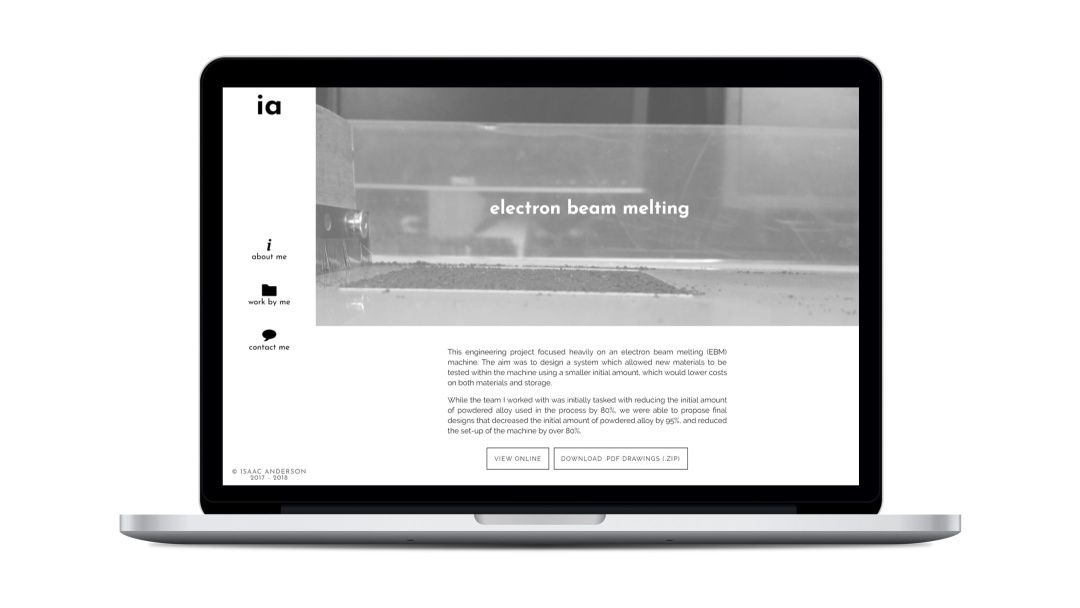 ia
electron beam melting
i
about me
work by me
contact me
This engineering project focused heavily on an electron beam melting (EBM)
machine. The aim was to design a system which allowed new materials to be
tested within the machine using a smaller initial amount, which would lower costs
on both materials and storage.
While the team I worked with was initially tasked with reducing the initial amount
of powdered alloy used in the process by 80%, we were able to propose final
designs that decreased the initial amount of powdered alloy by 95%, and reduced
the set-up of the machine by over 80%.
VIEW ONLINE
DOWNLOAD .PDF DRAWINGS (.ZIP)
© ISAAC ANDERSON
2017 - 2018